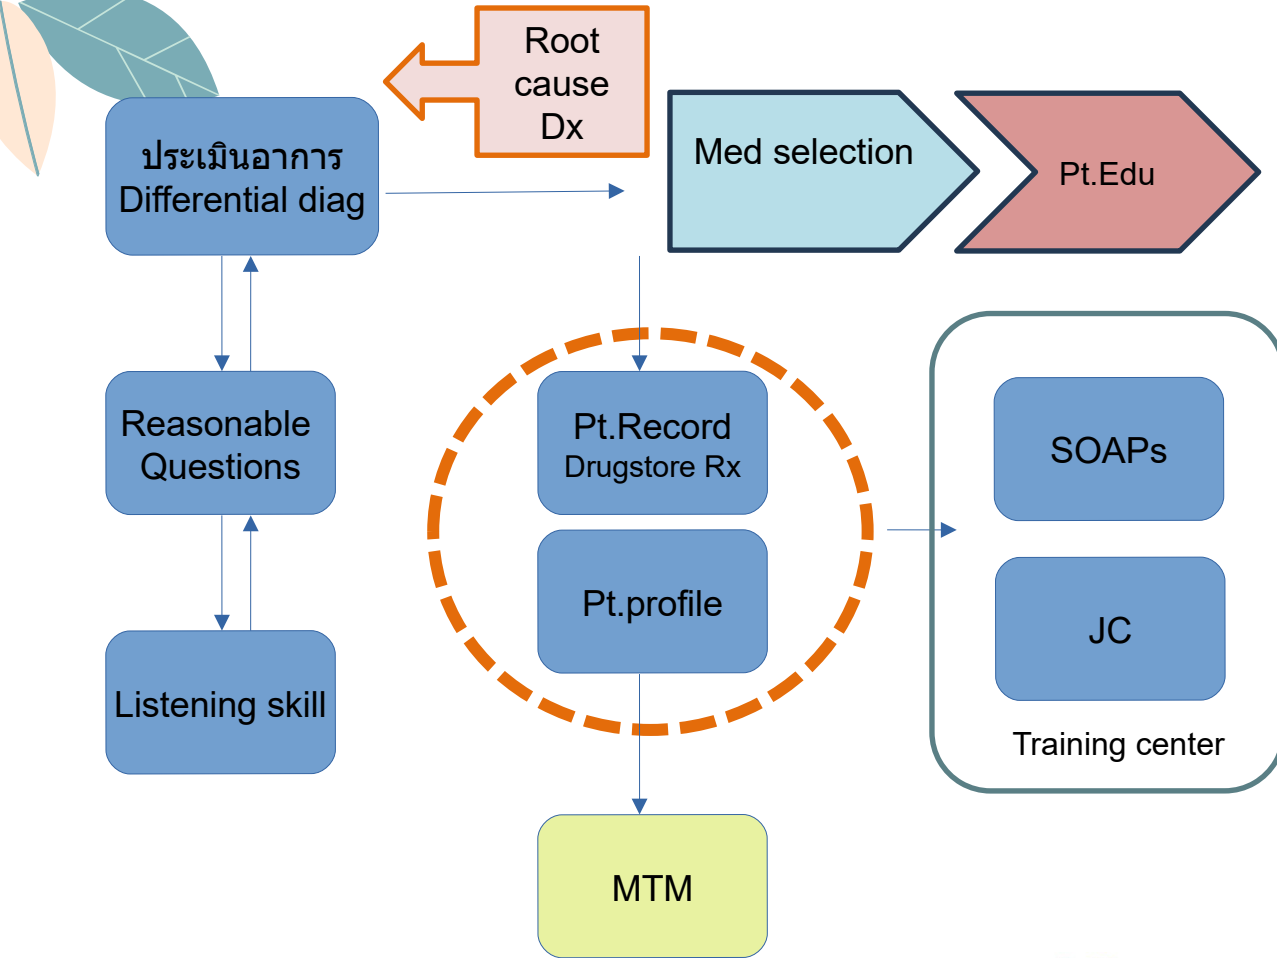 Root
cause
Dx
ประเมินอาการ
Differential diag
Med selection
Pt.Edu
Reasonable
Questions
Pt.Record
Drugstore Rx
SOAPs
Pt.profile
JC
Listening skill
Training center
MTM